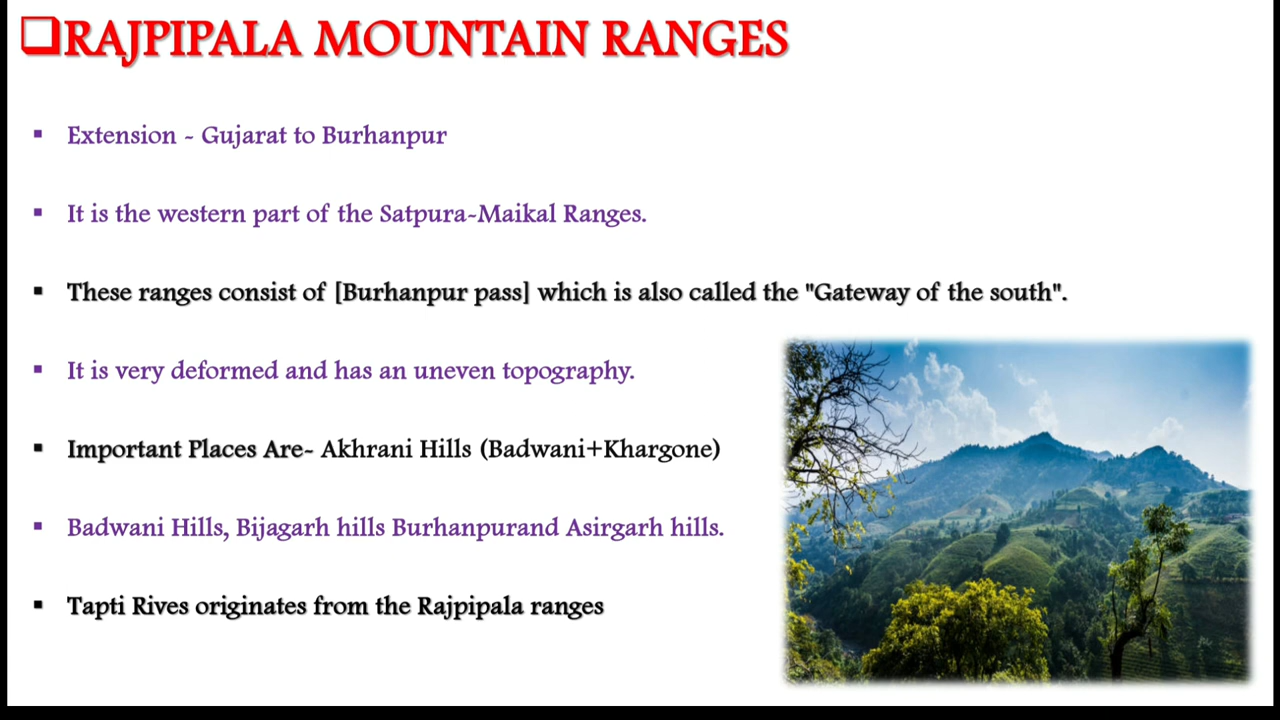 RAJPIPALA MOUNTAIN RANGES
Extension - Gujarat to Burhanpur
It is the western part of the Satpura-Maikal Ranges.
These ranges consist of [Burhanpur pass] which is also called the "Gateway of the south".
It is very deformed and has an uneven topography.
Important Places Are- Akhrani Hills (Badwani+Khargone)
Badwani Hills, Bijagarh hills Burhanpurand Asirgarh hills.
Tapti Rives originates from the Rajpipala ranges